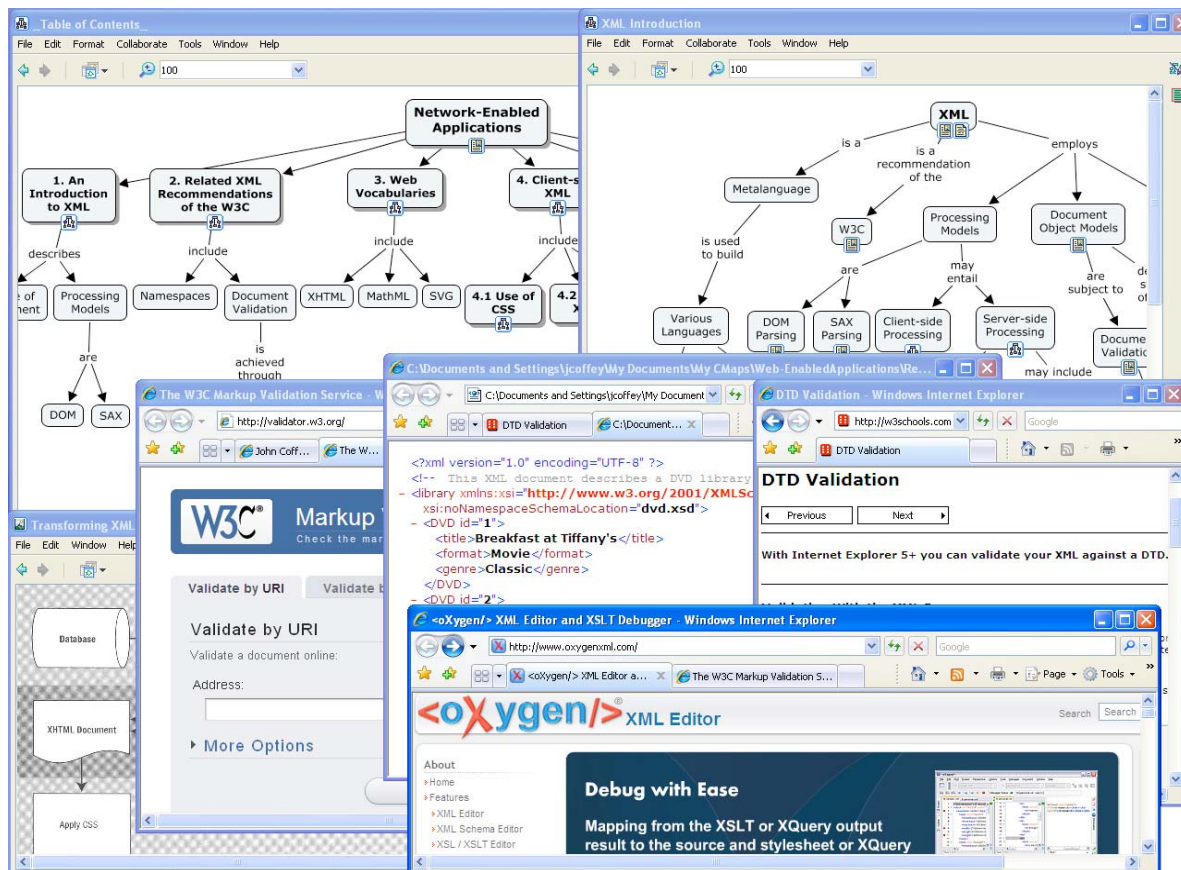 _Table of Contents_
File Edit Format Collaborate Tools Window Help
100
Network-Enabled
Applications
1. An
Introduction
to XML
2. Related XML
Recommendations
of the W3C
3. Web
Vocabularies
4. Client-s
XML
describes
include
include
include
Processing
Models
Namespaces
Document
Validation
XHTML
MathML
SVG
4.1 Use of
CSS
4.2
are
is
achieved
through
DOM
SAX
XML Introduction
File Edit Format Collaborate Tools Window Help
100
XML
is a
is a
recommendation
of the
employs
Metalanguage
W3C
Processing
Models
Document
Object Models
is used
to build
are
may
entail
are
subject to
Various
Languages
DOM
Parsing
SAX
Parsing
Client-side
Processing
Server-side
Processing
Docume
Validatic
may include
The W3C Markup Validation Service - W
http://validator.w3.org/
John Coff...
The W...
W3C®
Markup
Check the mar
Validate by URI
Validate b
Validate by URI
Validate a document online:
Address:
More Options
C:\Documents and Settings\jcoffey\My Documents\My CMaps\Web-EnabledApplications\Re...
C:\Documents and Settings\jcoffey\My Document
DTD Validation
C:\Document...
<?xml version="1.0" encoding="UTF-8" ?>
<!-- This XML document describes a DVD library
- <library xmlns:xsi="http://www.w3.org/2001/XMLSc
xsi:noNamespaceSchemaLocation="dvd.xsd">
- <DVD id="1">
<title>Breakfast at Tiffany's</title>
<format>Movie</format>
<genre>Classic</genre>
</DVD>
- <DVD id="2">
DTD Validation - Windows Internet Explorer
http://w3schools.com
Google
DTD Validation
DTD Validation
Previous
Next
With Internet Explorer 5+ you can validate your XML against a DTD.
Transforming XML
File Edit Window Help
Database
XHTML Document
Apply CSS
<oXygen/> XML Editor and XSLT Debugger - Windows Internet Explorer
http://www.oxygenxml.com/
Google
<oXygen/> XML Editor a...
The W3C Markup Validation S...
Page
Tools
<oXygen/>® XML Editor
Search
Search
About
Home
Features
XML Editor
XML Schema Editor
XSL / XSLT Editor
Debug with Ease
Mapping from the XSLT or XQuery output
result to the source and stylesheet or XQuery